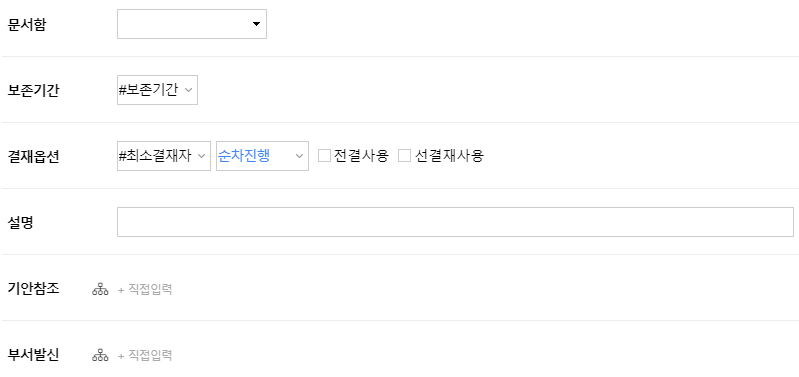 문서함
보존기간 #보존기간
결재옵션 #최소결재자 순차진행 전결사용 선결재사용
설명
기안참조 + 직접입력
부서발신 + 직접입력